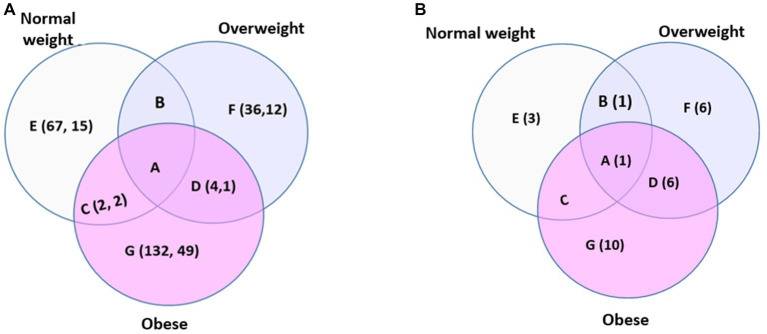 A
Normal
weight
Overweight
B
E (67, 15)
F (36,12)
A
D (4,1)
C (2, 2)
G (132, 49)
Obese
B
Normal weight
Overweight
B (1)
E (3)
F (6)
A (1)
D (6)
C
G (10)
Obese